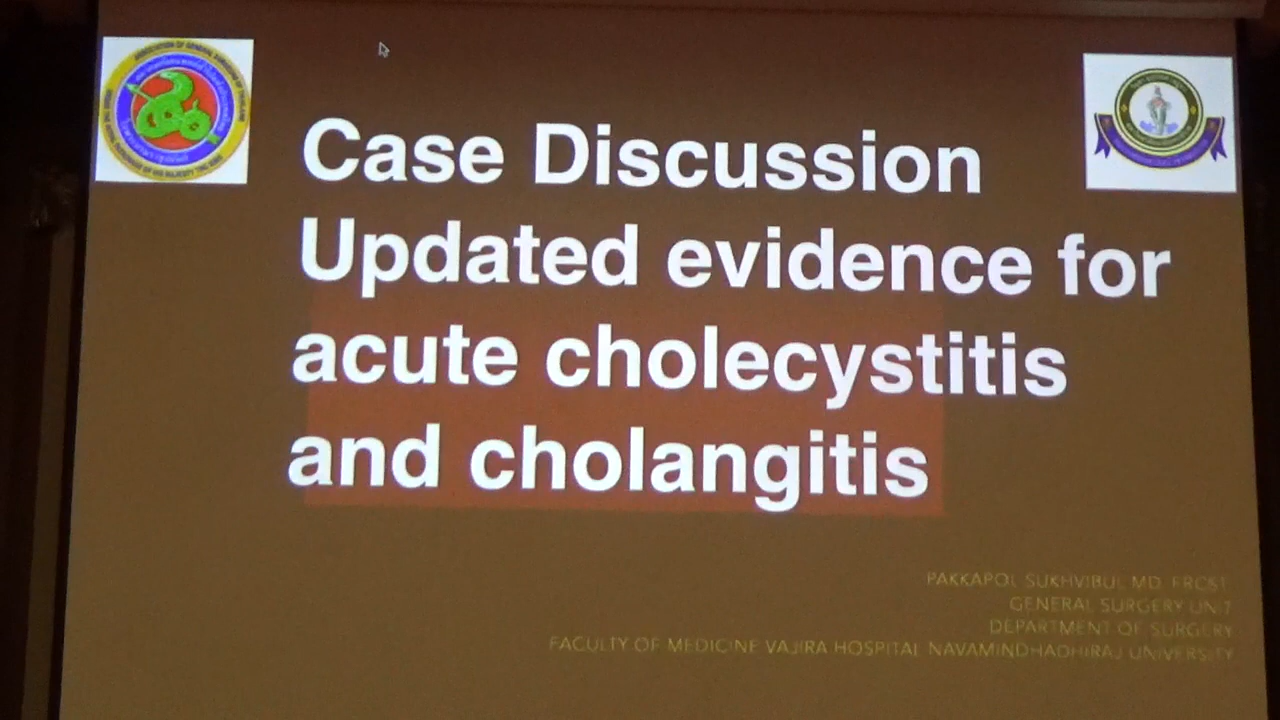 Case Discussion
Updated evidence for
acute cholecystitis
and cholangitis
PAKKAPOL SUKHVIBUL MD. FRCST.
GENERAL SURGERY UNIT
DEPARTMENT OF SURGERY
FACULTY OF MEDICINE VAJIRA HOSPITAL NAVAMINDHADHIRAJ UNIVERSITY